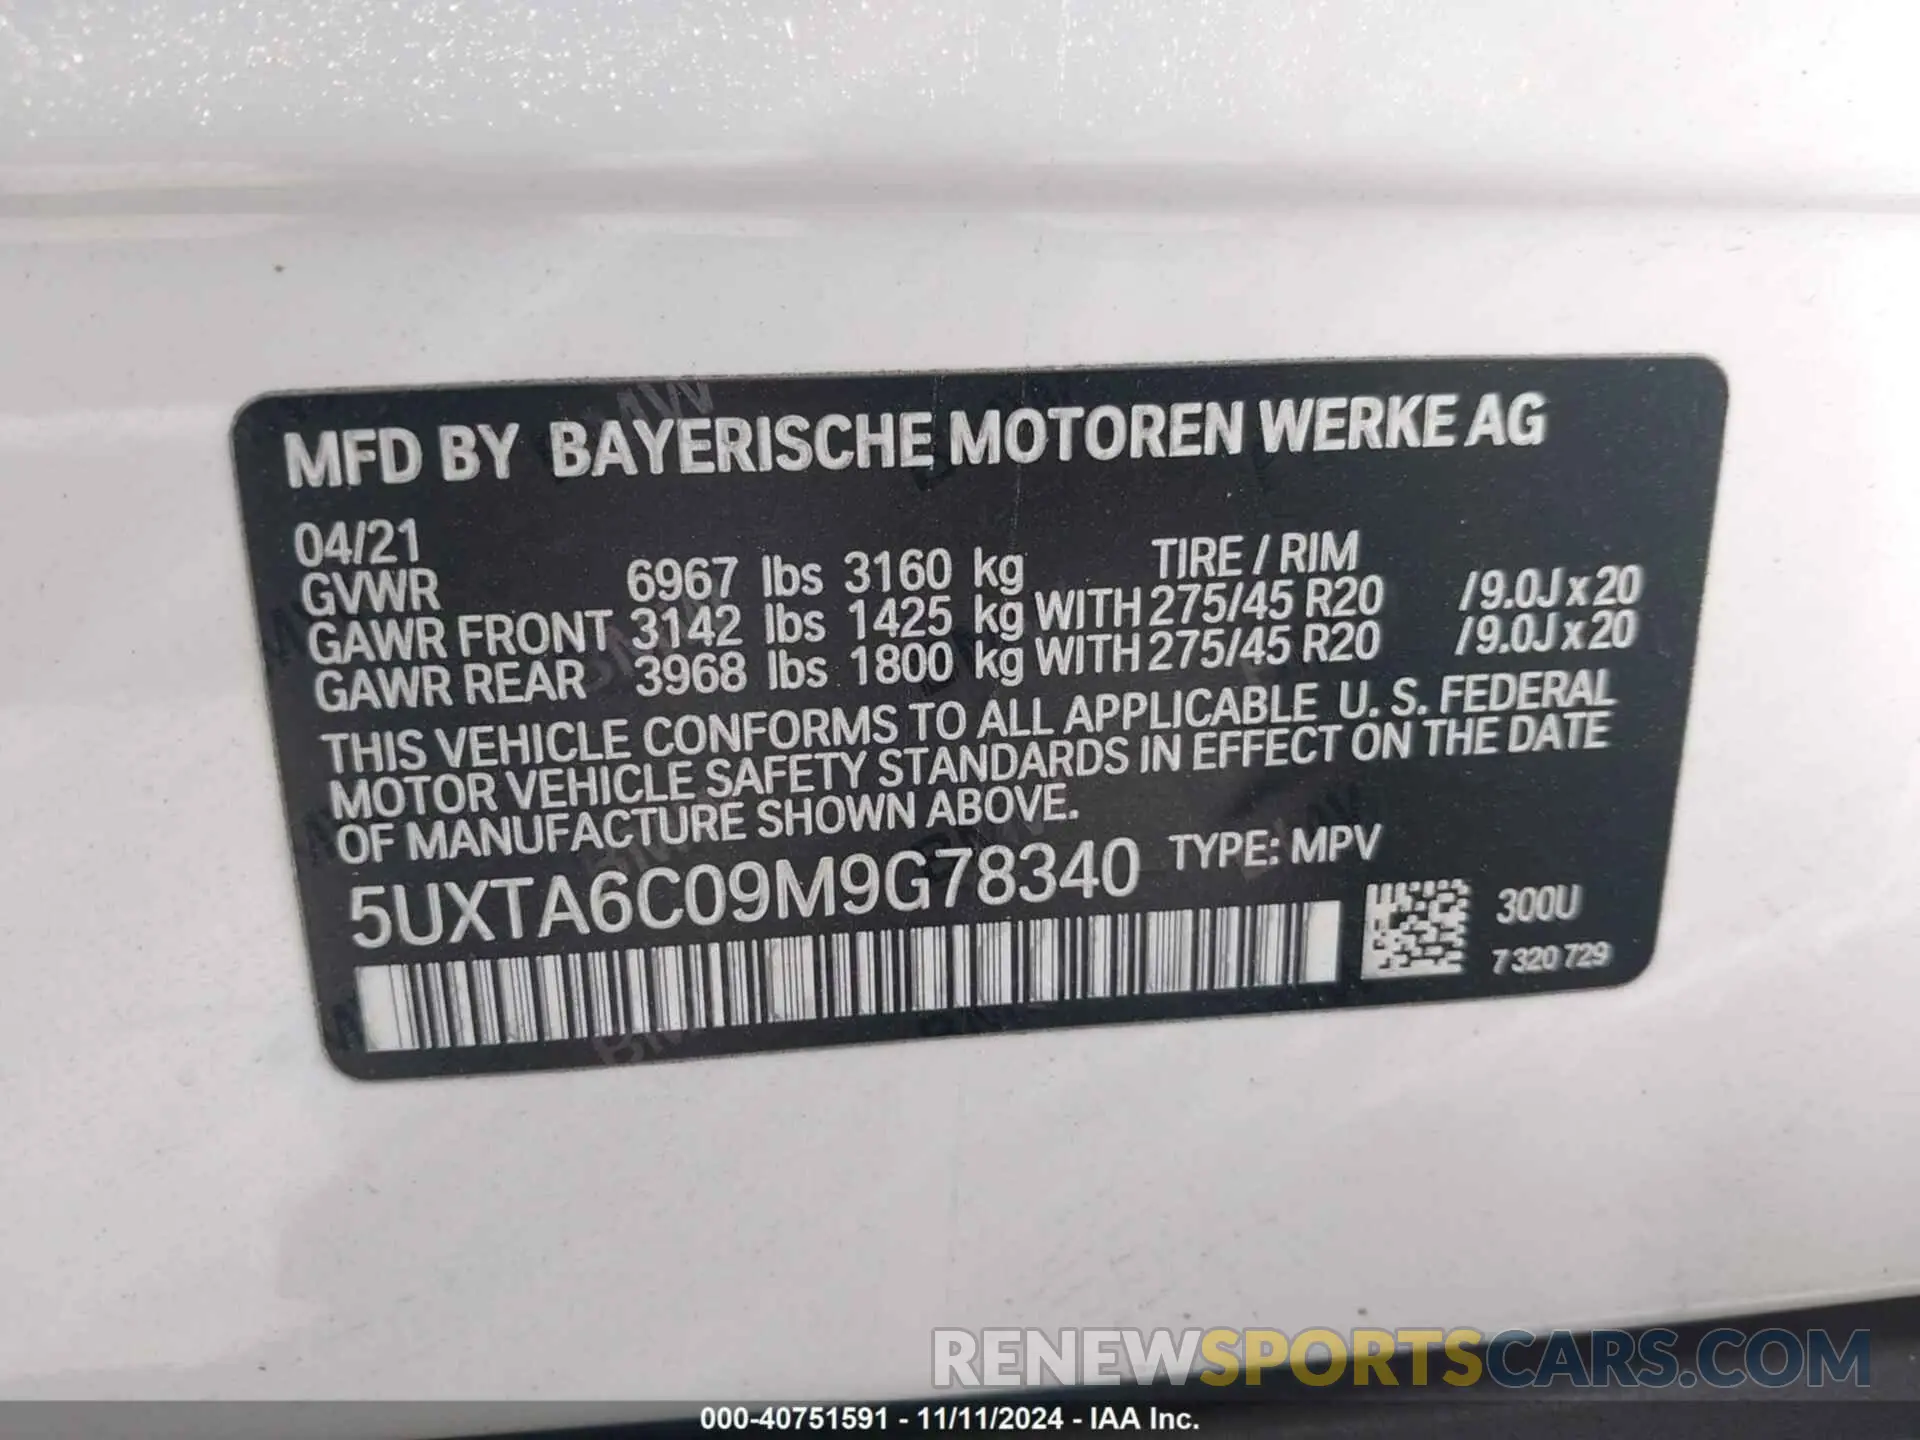 MFD BY BAYERISCHE MOTOREN WERKE AG
04/21 TIRE / RIM
GVWR 6967 lbs 3160 kg
GAWR FRONT 3142 lbs 1425 kg WITH 275/45 R20 /9.0J x 20
GAWR REAR 3968 lbs 1800 kg WITH 275/45 R20 /9.0J x 20
THIS VEHICLE CONFORMS TO ALL APPLICABLE U. S. FEDERAL
MOTOR VEHICLE SAFETY STANDARDS IN EFFECT ON THE DATE
OF MANUFACTURE SHOWN ABOVE.
5UXTA6C09M9G78340 TYPE: MPV
300U
7 320 729
RENEWSPORTSCARS.COM
000-40751591 - 11/11/2024 - IAA Inc.